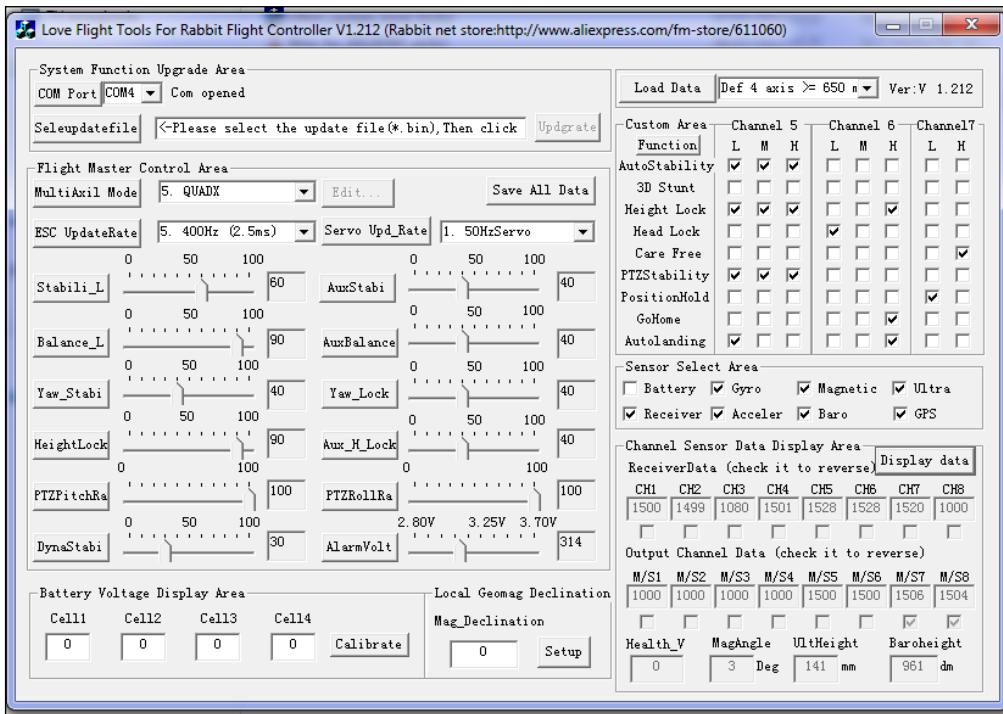 Love Flight Tools For Rabbit Flight Controller V1.212 (Rabbit net store:http://www.aliexpress.com/fm-store/611060)
System Function Upgrade Area
COM Port COM4 Com opened
Seleupdatefile <-Please select the update file(*.bin),Then click Updgrate
Flight Master Control Area
MultiAxil Mode 5. QUADX Edit... Save All Data
ESC UpdateRate 5. 400Hz (2.5ms) Servo Upd_Rate 1. 50HzServo
0 50 100 0 50 100
Stabili_L 60 AuxStabi 40
0 50 100 0 50 100
Balance_L 90 AuxBalance 40
0 50 100 0 50 100
Yaw_Stabi 40 Yaw_Lock 40
0 50 100 0 50 100
HeightLock 90 Aux_H_Lock 40
0 100 0 100
PTZPitchRa 100 PTZRollRa 100
0 50 100 2.80V 3.25V 3.70V
DynaStabi 30 AlarmVolt 314
Battery Voltage Display Area
Cell1 Cell2 Cell3 Cell4
0 0 0 0 Calibrate
Local Geomag Declination
Mag_Declination
0 Setup
Load Data Def 4 axis >= 650 Ver:V 1.212
Custom Area Channel 5 Channel 6 Channel7
Function L M H L M H L H
AutoStability
3D Stunt
Height Lock
Head Lock
Care Free
PTZStability
PositionHold
GoHome
Autolanding
Sensor Select Area
Battery Gyro Magnetic Ultra
Receiver Acceler Baro GPS
Channel Sensor Data Display Area Display data
ReceiverData (check it to reverse)
CH1 CH2 CH3 CH4 CH5 CH6 CH7 CH8
1500 1499 1080 1501 1528 1528 1520 1000
Output Channel Data (check it to reverse)
M/S1 M/S2 M/S3 M/S4 M/S5 M/S6 M/S7 M/S8
1000 1000 1000 1000 1500 1500 1506 1504
Health_V MagAngle UltHeight Baroheight
0 3 Deg 141 mm 961 dm